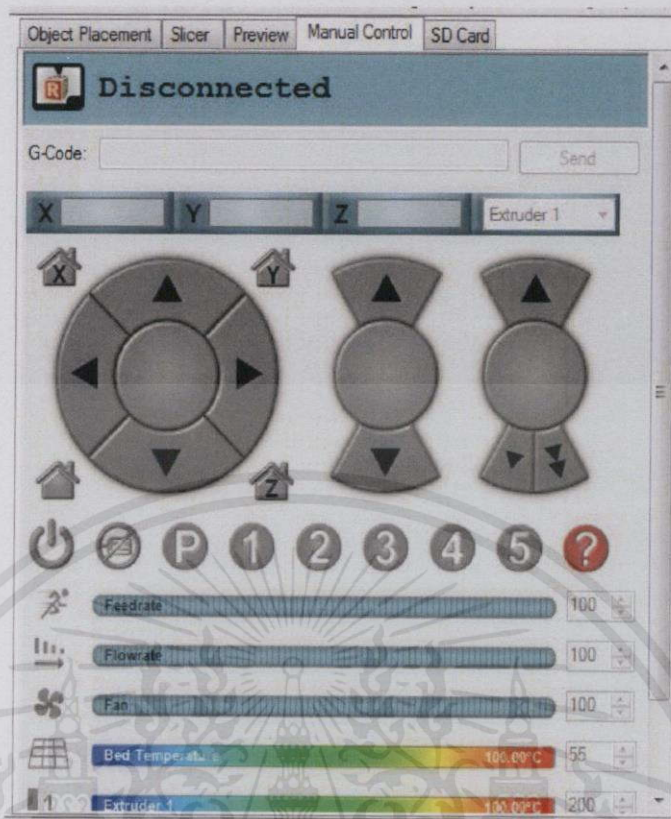 Object Placement Slicer Preview Manual Control SD Card
R Disconnected
G-Code: Send
X Y Z Extruder 1
X Y
Z
P 1 2 3 4 5 ?
Feedrate 100
Flowrate 100
Fan 100
Bed Temperature 100.00°C 55
1 Extruder 1 100.00°C 200